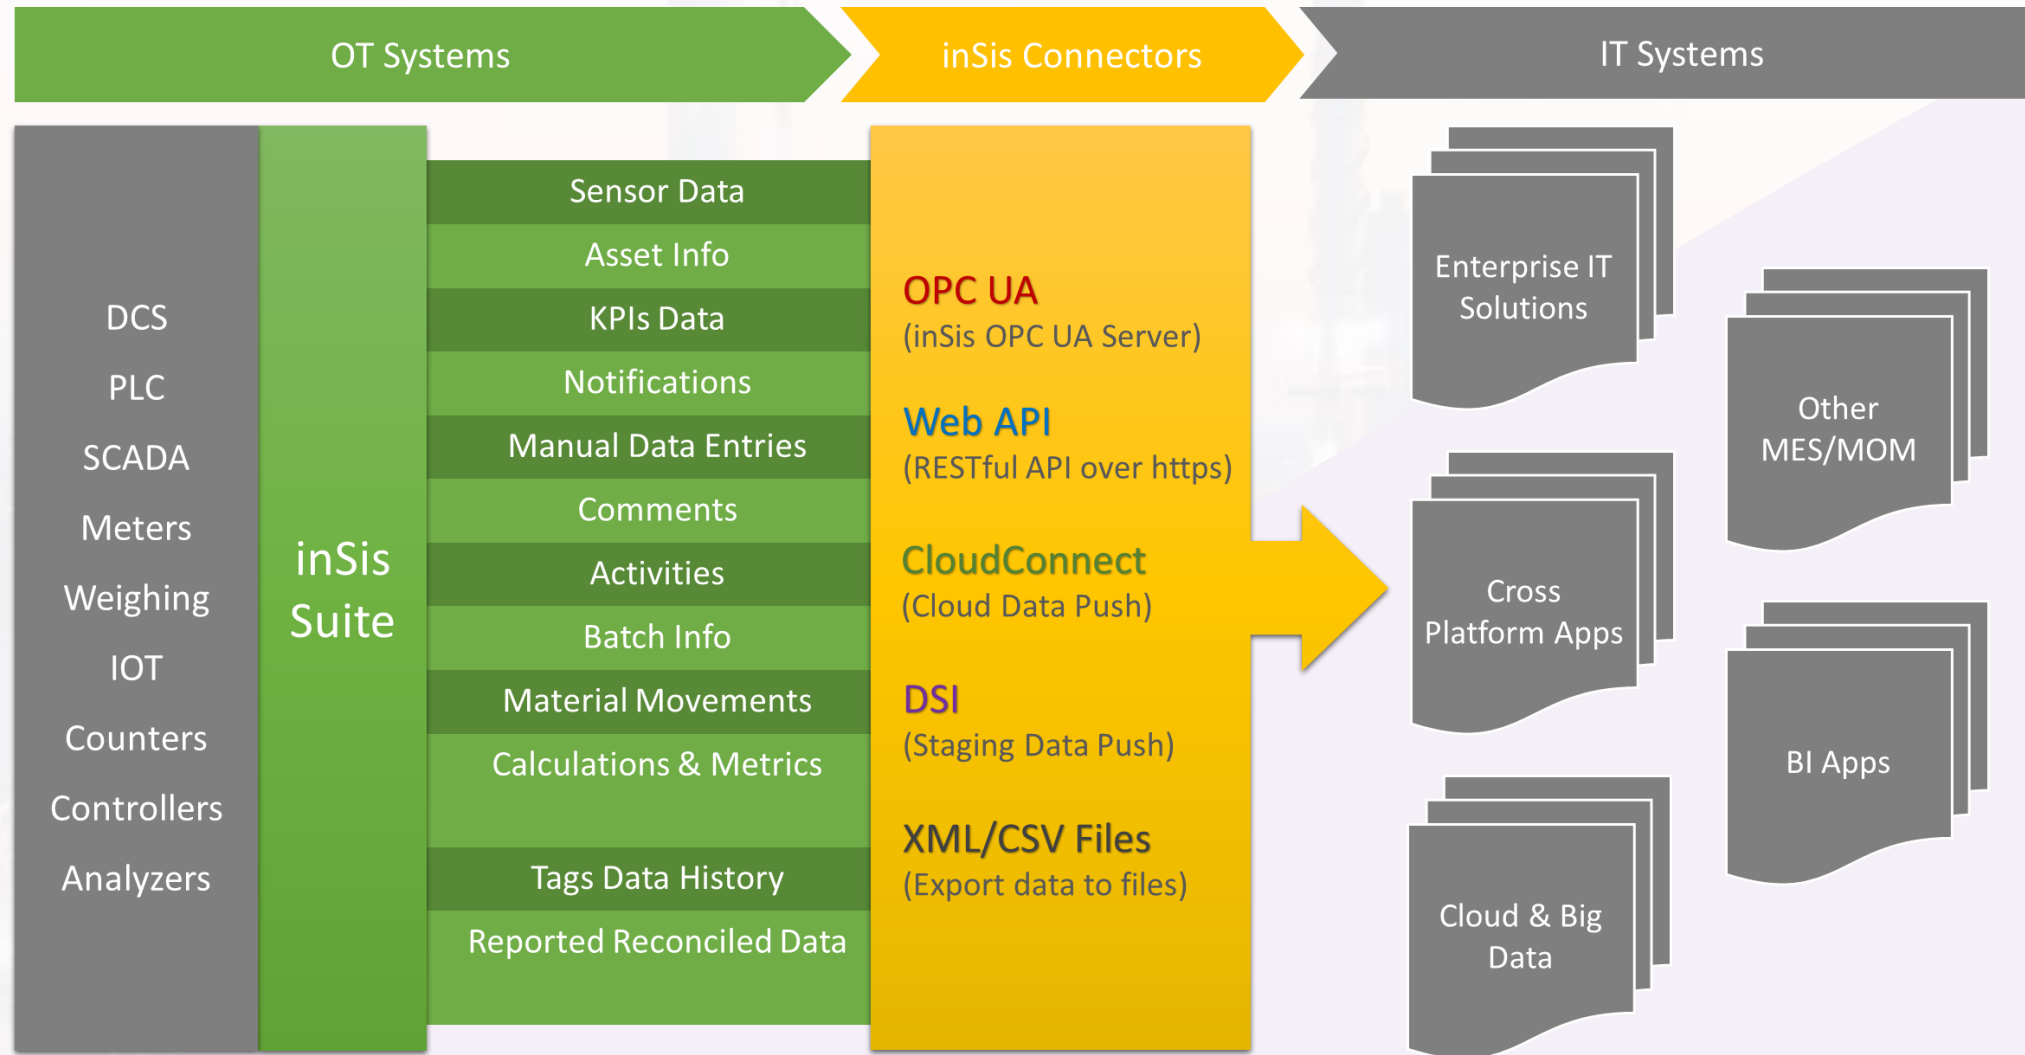 OT Systems
inSis Connectors
IT Systems
DCS
PLC
SCADA
Meters
Weighing
IOT
Counters
Controllers
Analyzers
inSis
Suite
Sensor Data
Asset Info
KPIs Data
Notifications
Manual Data Entries
Comments
Activities
Batch Info
Material Movements
Calculations & Metrics
Tags Data History
Reported Reconciled Data
OPC UA
(inSis OPC UA Server)
Web API
(RESTful API over https)
CloudConnect
(Cloud Data Push)
DSI
(Staging Data Push)
XML/CSV Files
(Export data to files)
Enterprise IT
Solutions
Other
MES/MOM
Cross
Platform Apps
BI Apps
Cloud & Big
Data